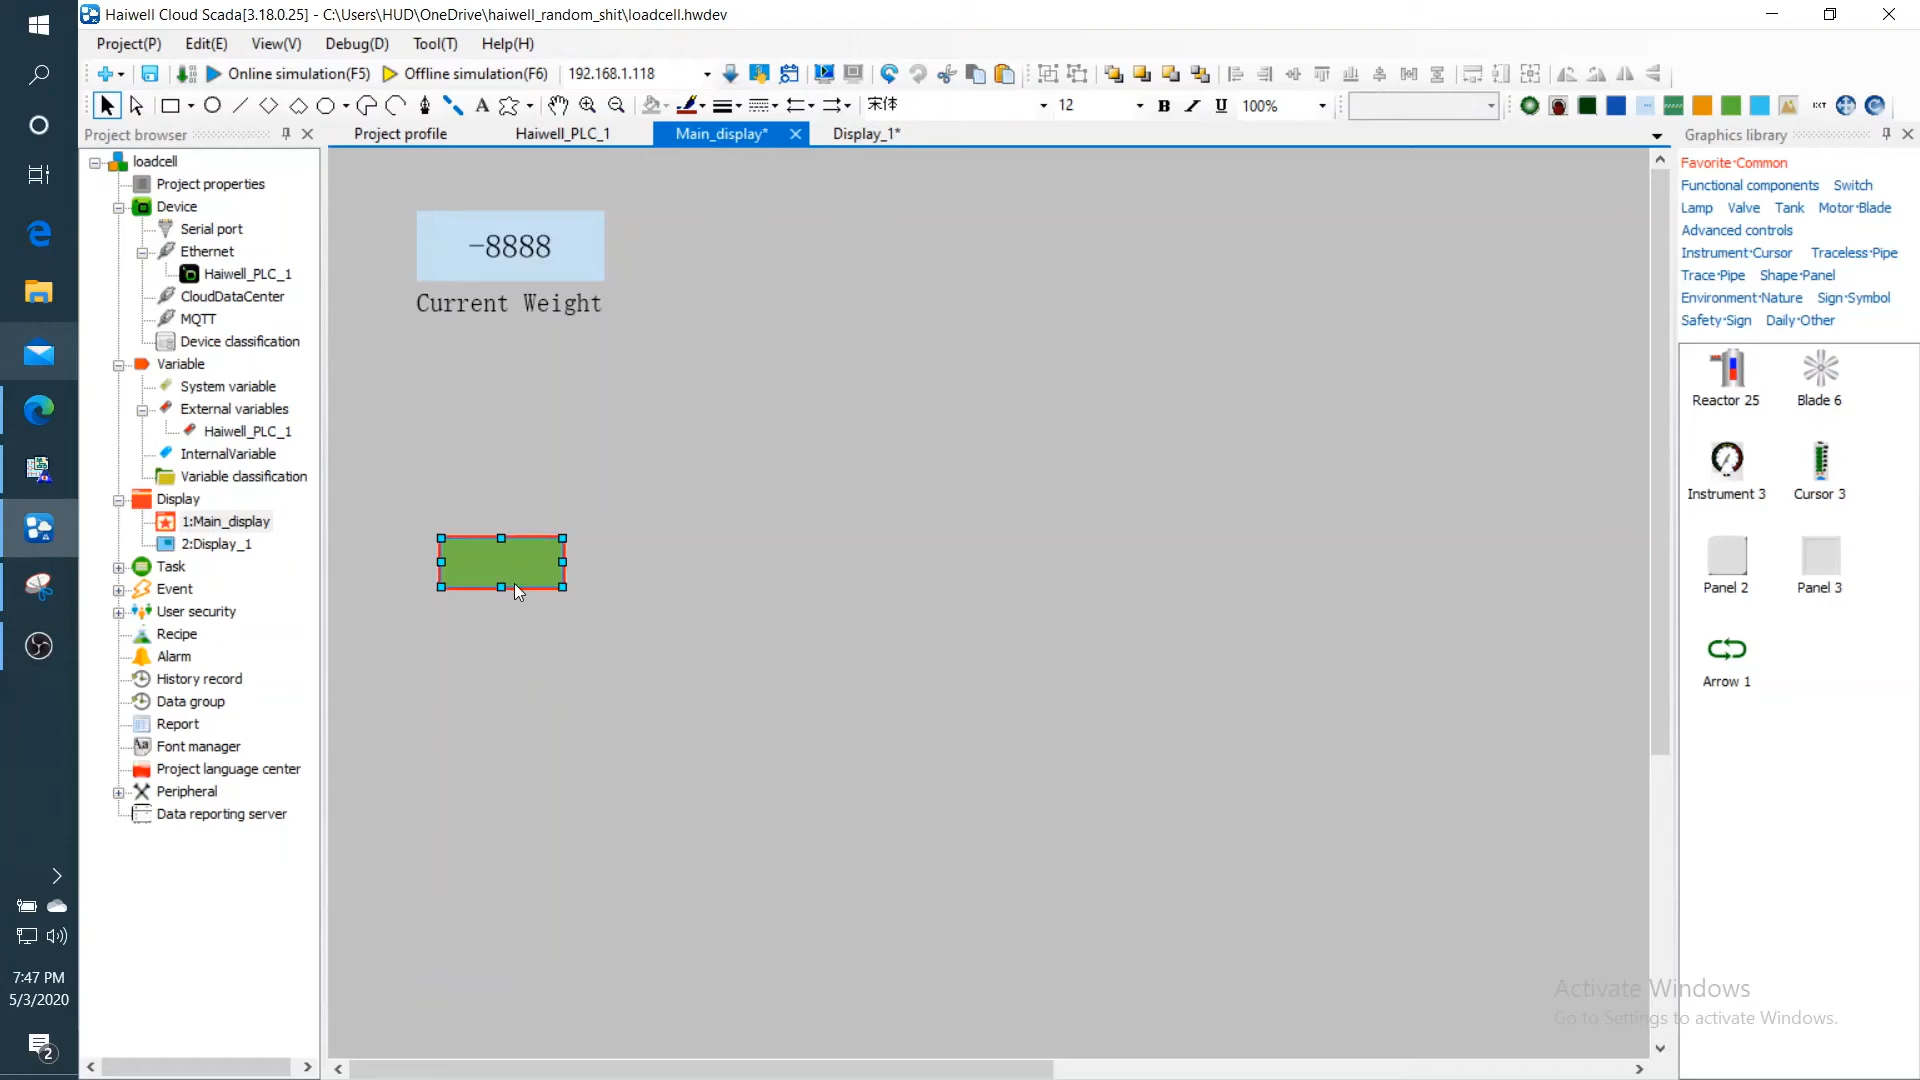 Haiwell Cloud Scada[3.18.0.25] - C:\Users\HUD\OneDrive\haiwell_random_shit\loadcell.hwdev
Project(P) Edit(E) View(V) Debug(D) Tool(T) Help(H)
Online simulation(F5) Offline simulation(F6) 192.168.1.118
A 宋体 12 B I U 100% EXT
Project browser
Project profile Haiwell_PLC_1 Main_display* Display_1*
Graphics library
loadcell
Project properties
Device
Serial port
Ethernet
Haiwell_PLC_1
CloudDataCenter
MQTT
Device classification
Variable
System variable
External variables
Haiwell_PLC_1
InternalVariable
Variable classification
Display
1:Main_display
2:Display_1
Task
Event
User security
Recipe
Alarm
History record
Data group
Report
Font manager
Project language center
Peripheral
Data reporting server
-8888
Current Weight
Favorite·Common
Functional components Switch
Lamp Valve Tank Motor·Blade
Advanced controls
Instrument·Cursor Traceless·Pipe
Trace·Pipe Shape·Panel
Environment·Nature Sign·Symbol
Safety·Sign Daily·Other
Reactor 25 Blade 6
Instrument 3 Cursor 3
Panel 2 Panel 3
Arrow 1
Activate Windows
Go to Settings to activate Windows.
7:47 PM
5/3/2020
2